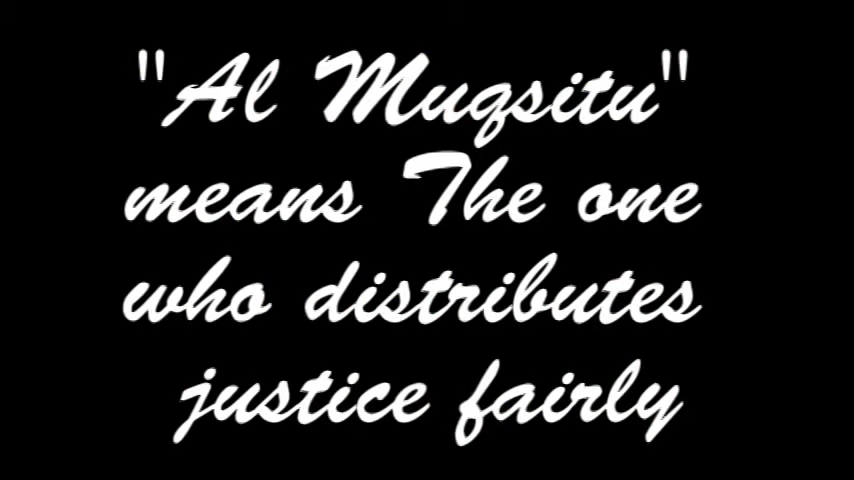 "Al Muqsitu"
means The one
who distributes
justice fairly